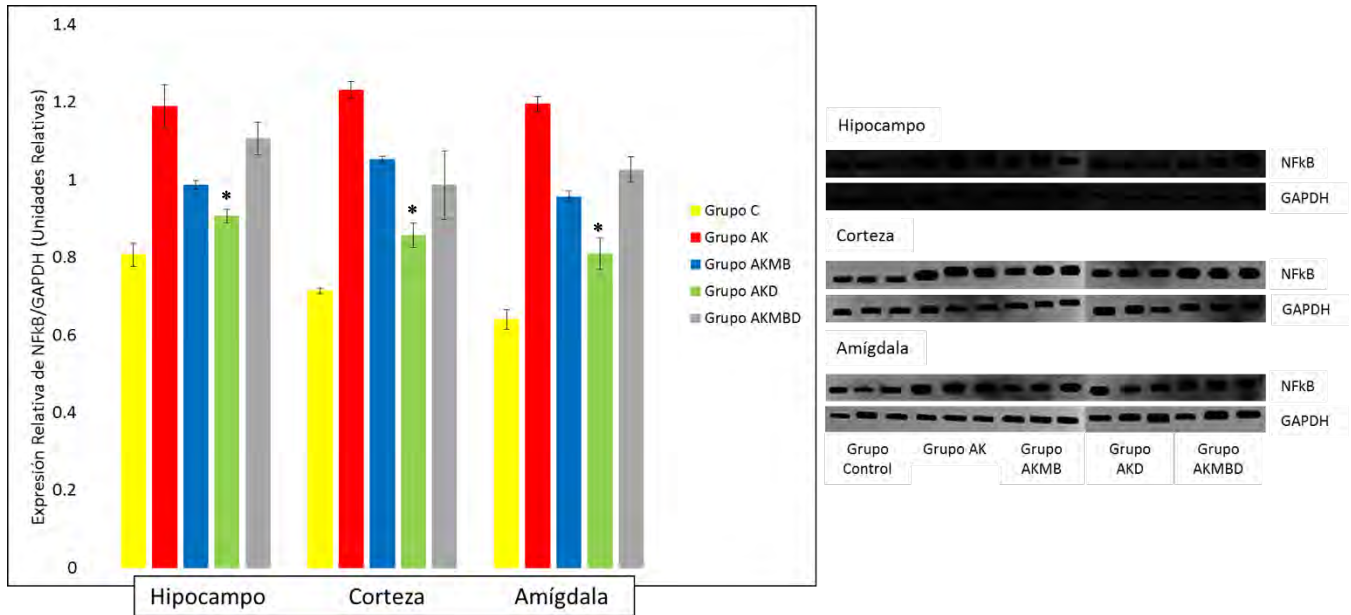 Expresión Relativa de NFkB/GAPDH (Unidades Relativas)
1.4
1.2
1
0.8
0.6
0.4
0.2
0
*
*
*
Hipocampo
Corteza
Amígdala
Grupo C
Grupo AK
Grupo AKMB
Grupo AKD
Grupo AKMBD
Hipocampo
NFkB
GAPDH
Corteza
NFkB
GAPDH
Amígdala
NFkB
GAPDH
Grupo
Control
Grupo AK
Grupo
AKMB
Grupo
AKD
Grupo
AKMBD